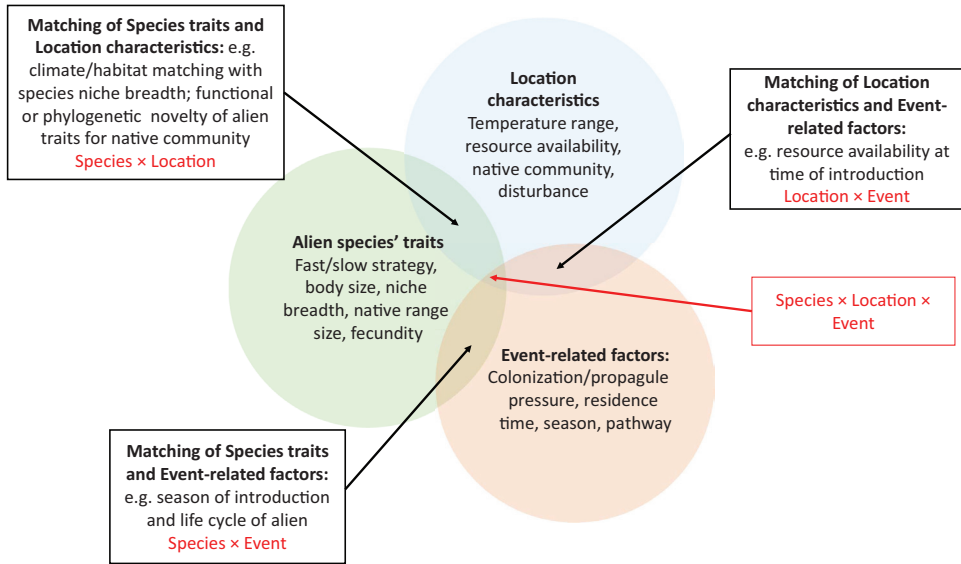 Matching of Species traits and
Location characteristics: e.g.
climate/habitat matching with
species niche breadth; functional
or phylogenetic novelty of alien
traits for native community
Species × Location
Location
characteristics
Temperature range,
resource availability,
native community,
disturbance
Matching of Location
characteristics and Event-
related factors:
e.g. resource availability at
time of introduction
Location × Event
Alien species’ traits
Fast/slow strategy,
body size, niche
breadth, native range
size, fecundity
Species × Location ×
Event
Event-related factors:
Colonization/propagule
pressure, residence
time, season, pathway
Matching of Species traits
and Event-related factors:
e.g. season of introduction
and life cycle of alien
Species × Event